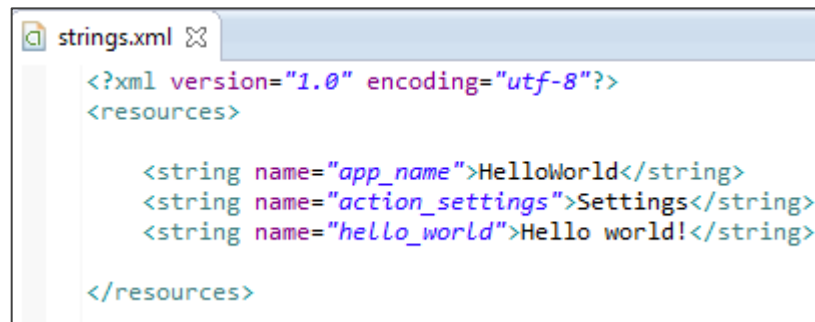 strings.xml
<?xml version="1.0" encoding="utf-8"?>
<resources>
<string name="app_name">HelloWorld</string>
<string name="action_settings">Settings</string>
<string name="hello_world">Hello world!</string>
</resources>